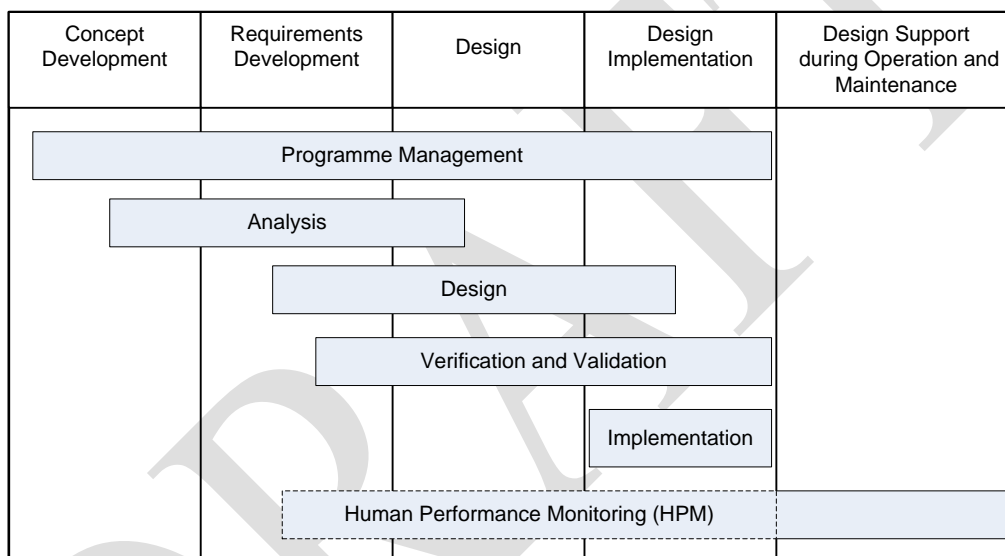 Concept
Development
Requirements
Development
Design
Design
Implementation
Design Support
during Operation and
Maintenance
Programme Management
Analysis
Design
Verification and Validation
Implementation
Human Performance Monitoring (HPM)
DRAFT